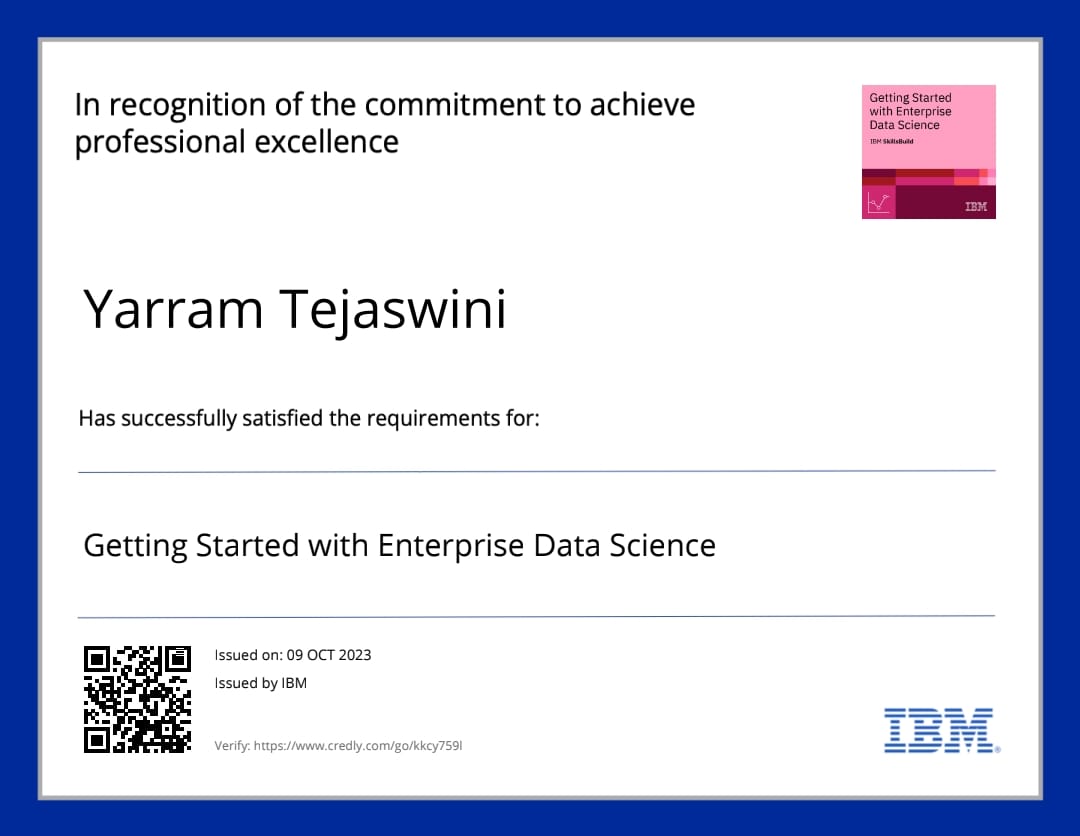 In recognition of the commitment to achieve
professional excellence
Getting Started
with Enterprise
Data Science
IBM SkillsBuild
IBM
Yarram Tejaswini
Has successfully satisfied the requirements for:
Getting Started with Enterprise Data Science
Issued on: 09 OCT 2023
Issued by IBM
Verify: https://www.credly.com/go/kkcy759l
IBM®